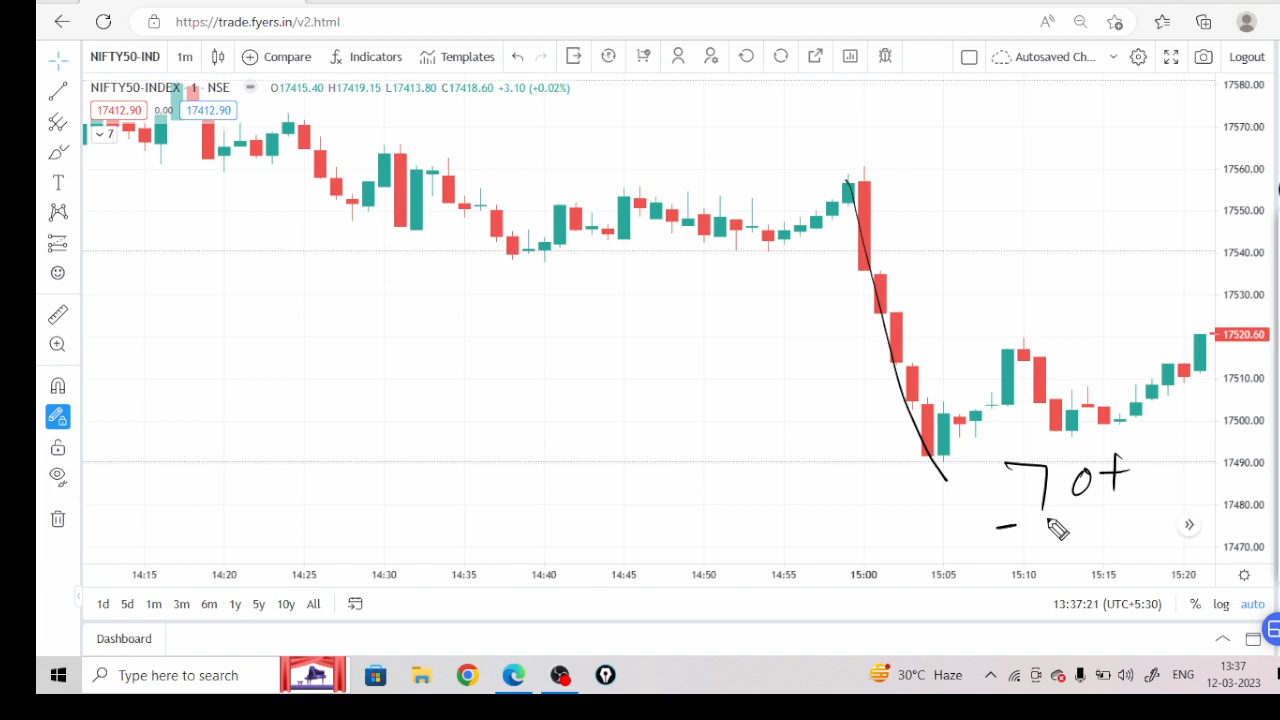 https://trade.fyers.in/v2.html
NIFTY50-IND 1m Compare Indicators Templates Autosaved Ch... Logout
NIFTY50-INDEX 1 NSE O17415.40 H17419.15 L17413.80 C17418.60 +3.10 (+0.02%)
17412.90 0.00 17412.90
7
17580.00
17570.00
17560.00
17550.00
17540.00
17530.00
17520.60
17510.00
17500.00
17490.00
17480.00
17470.00
70+
-
14:15 14:20 14:25 14:30 14:35 14:40 14:45 14:50 14:55 15:00 15:05 15:10 15:15 15:20
1d 5d 1m 3m 6m 1y 5y 10y All 13:37:21 (UTC+5:30) % log auto
Dashboard
Type here to search 30°C Haze ENG 13:37
12-03-2023